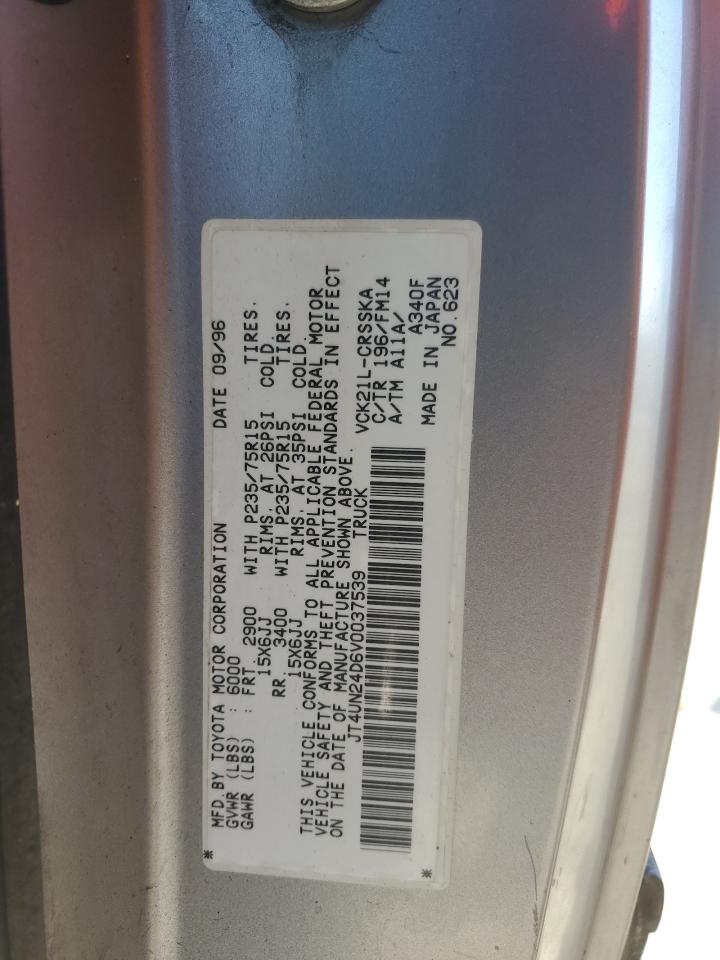 MFD. BY TOYOTA MOTOR CORPORATION DATE 09/96
GVWR (LBS) : 6000
GAWR (LBS) : FRT. 2900 WITH P235/75R15 TIRES.
15X6JJ RIMS. AT 26PSI COLD.
RR. 3400 WITH P235/75R15 TIRES.
15X6JJ RIMS. AT 35PSI COLD.
THIS VEHICLE CONFORMS TO ALL APPLICABLE FEDERAL MOTOR
VEHICLE SAFETY AND THEFT PREVENTION STANDARDS IN EFFECT
ON THE DATE OF MANUFACTURE SHOWN ABOVE.
JT4UN24D6V0037539 TRUCK
VCK21L-CRSSKA
C/TR 196/FM14
A/TM A11A/
A340F
MADE IN JAPAN
NO.623